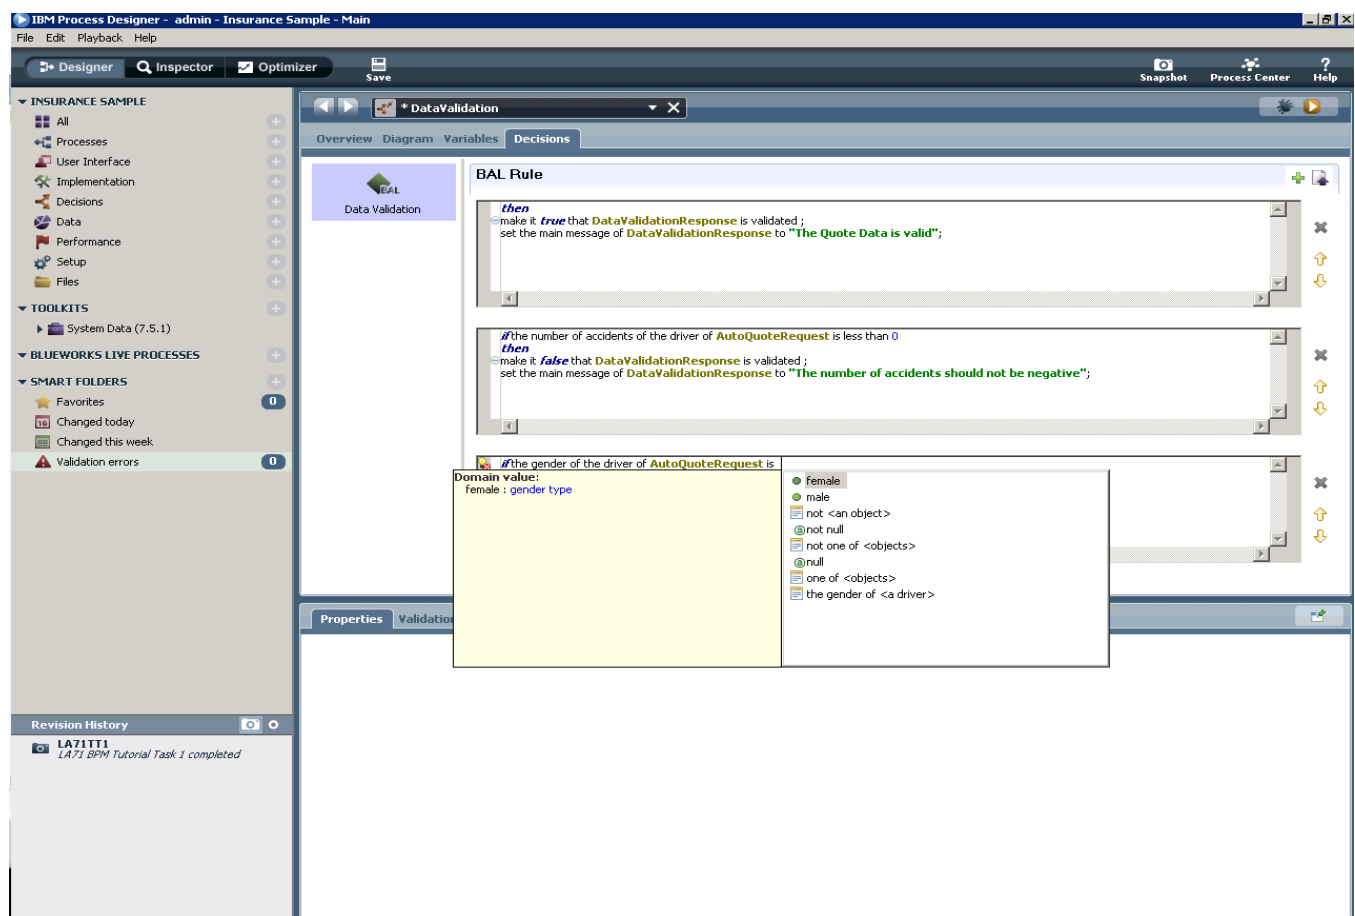 IBM Process Designer - admin - Insurance Sample - Main
File Edit Playback Help
Designer Inspector Optimizer Save Snapshot Process Center Help
INSURANCE SAMPLE
All
Processes
User Interface
Implementation
Decisions
Data
Performance
Setup
Files
TOOLKITS
System Data (7.5.1)
BLUEWORKS LIVE PROCESSES
SMART FOLDERS
Favorites 0
Changed today
Changed this week
Validation errors 0
Revision History
LA71TT1
LA71 BPM Tutorial Task 1 completed
* DataValidation
Overview Diagram Variables Decisions
BAL
Data Validation
BAL Rule
then
make it true that DataValidationResponse is validated ;
set the main message of DataValidationResponse to "The Quote Data is valid";
if the number of accidents of the driver of AutoQuoteRequest is less than 0
then
make it false that DataValidationResponse is validated ;
set the main message of DataValidationResponse to "The number of accidents should not be negative";
if the gender of the driver of AutoQuoteRequest is
Domain value:
female : gender type
female
male
not <an object>
not null
not one of <objects>
null
one of <objects>
the gender of <a driver>
Properties